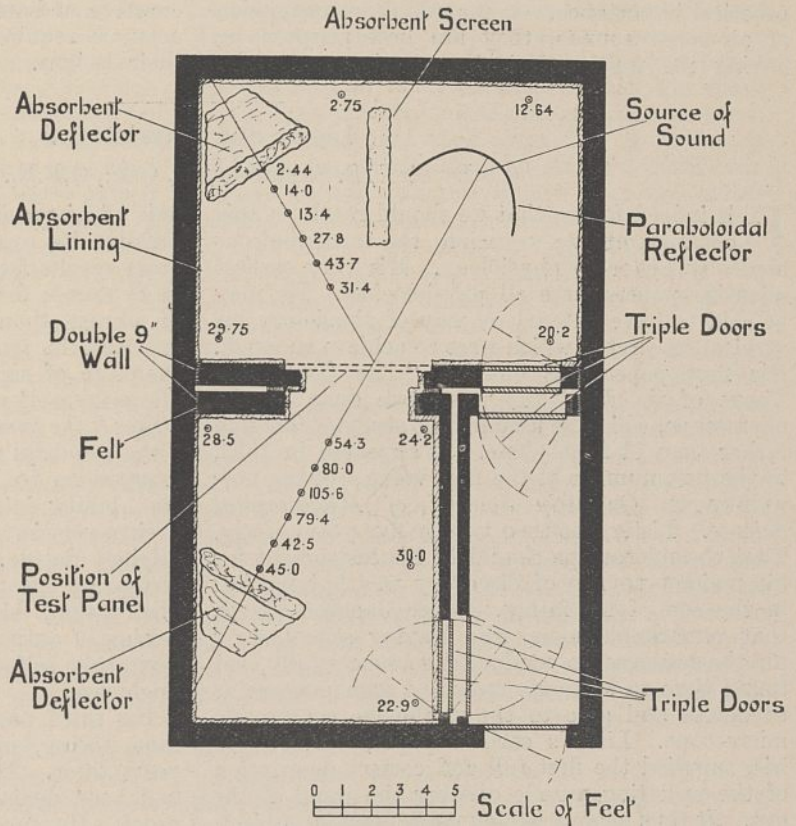 Absorbent Screen
Absorbent
Deflector
2·75
12·64
Source of
Sound
2·44
14·0
13·4
27·8
43·7
31·4
Absorbent
Lining
Paraboloidal
Reflector
29·75
20·2
Double 9"
Wall
Triple Doors
Felt
28·5
24·2
54·3
80·0
105·6
79·4
42·5
45·0
30·0
Position of
Test Panel
Absorbent
Deflector
22·9
Triple Doors
0 1 2 3 4 5
Scale of Feet